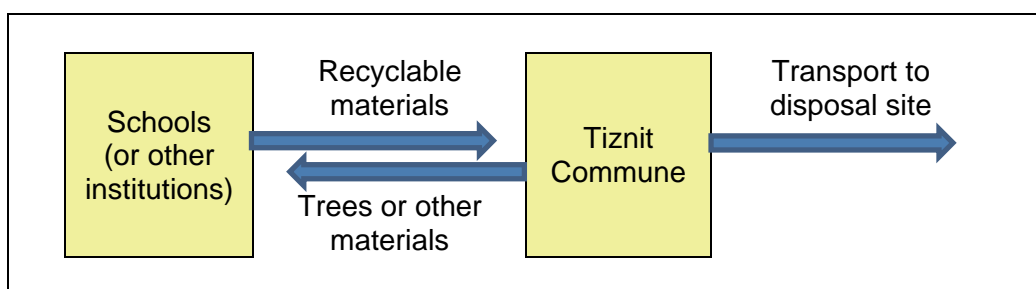 Schools
(or other
institutions)
Recyclable
materials
Trees or other
materials
Tiznit
Commune
Transport to
disposal site